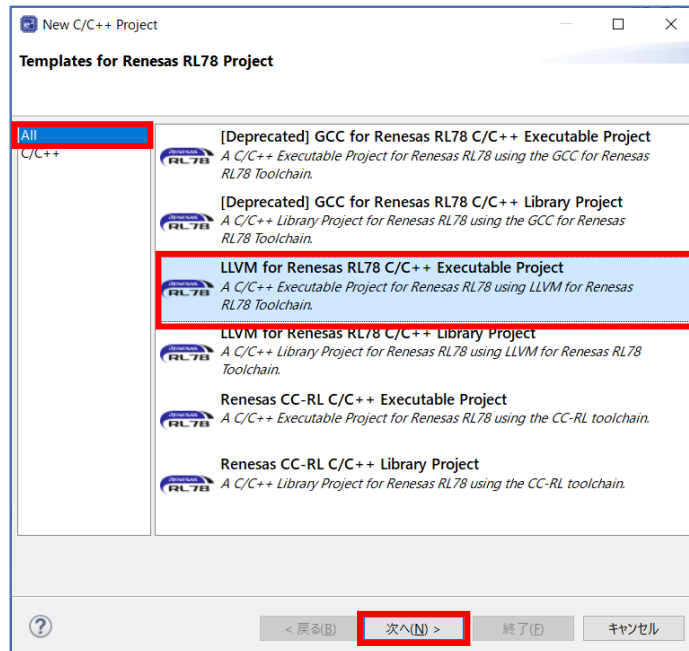 New C/C++ Project
Templates for Renesas RL78 Project
All
C/C++
[Deprecated] GCC for Renesas RL78 C/C++ Executable Project
A C/C++ Executable Project for Renesas RL78 using the GCC for Renesas
RL78 Toolchain.
[Deprecated] GCC for Renesas RL78 C/C++ Library Project
A C/C++ Library Project for Renesas RL78 using the GCC for Renesas
RL78 Toolchain.
LLVM for Renesas RL78 C/C++ Executable Project
A C/C++ Executable Project for Renesas RL78 using LLVM for Renesas
RL78 Toolchain.
LLVM for Renesas RL78 C/C++ Library Project
A C/C++ Library Project for Renesas RL78 using LLVM for Renesas RL78
Toolchain.
Renesas CC-RL C/C++ Executable Project
A C/C++ Executable Project for Renesas RL78 using the CC-RL toolchain.
Renesas CC-RL C/C++ Library Project
A C/C++ Library Project for Renesas RL78 using the CC-RL toolchain.
RENESAS
RL78
RENESAS
RL78
RENESAS
RL78
RENESAS
RL78
RENESAS
RL78
RENESAS
RL78
?
< 戻る(B)
次へ(N) >
終了(F)
キャンセル